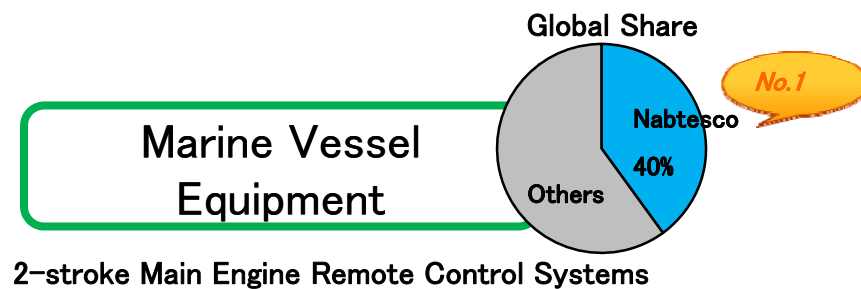 Global Share
No.1
Nabtesco
40%
Others
Marine Vessel
Equipment
2-stroke Main Engine Remote Control Systems